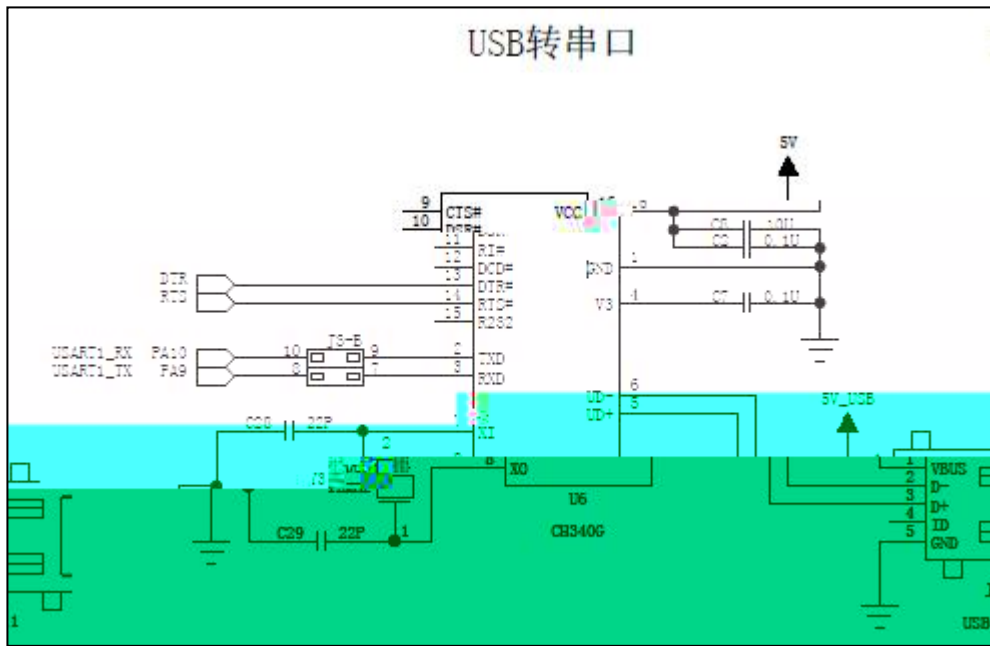 USB转串口
5V
9 CTS# VCC
10 DSR#
C8 10U
C2 0.1U
11 RI#
12 DCD# GND 1
DTR 13 DTR#
RTS 14 RTS# V3 4 C7 0.1U
15 R232
J3-B
USART1_RX PA10 10 9 2 TXD
USART1_TX PA9 8 7 3 RXD
UD- 6
UD+ 5
5V_USB
C28 22P XI
2
8 XO
1 VBUS
2 D-
3 D+
4 ID
5 GND
U6
CH340G
C29 22P 1
1
USB